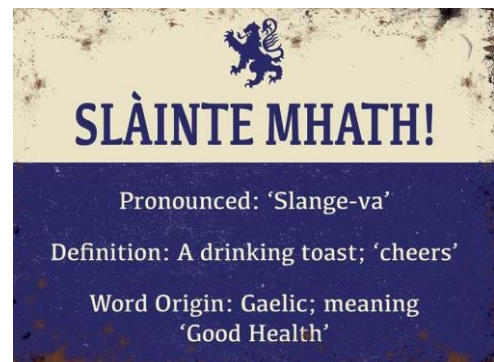 SLÀINTE MHATH!
Pronounced: ‘Slange-va’
Definition: A drinking toast; ‘cheers’
Word Origin: Gaelic; meaning
‘Good Health’